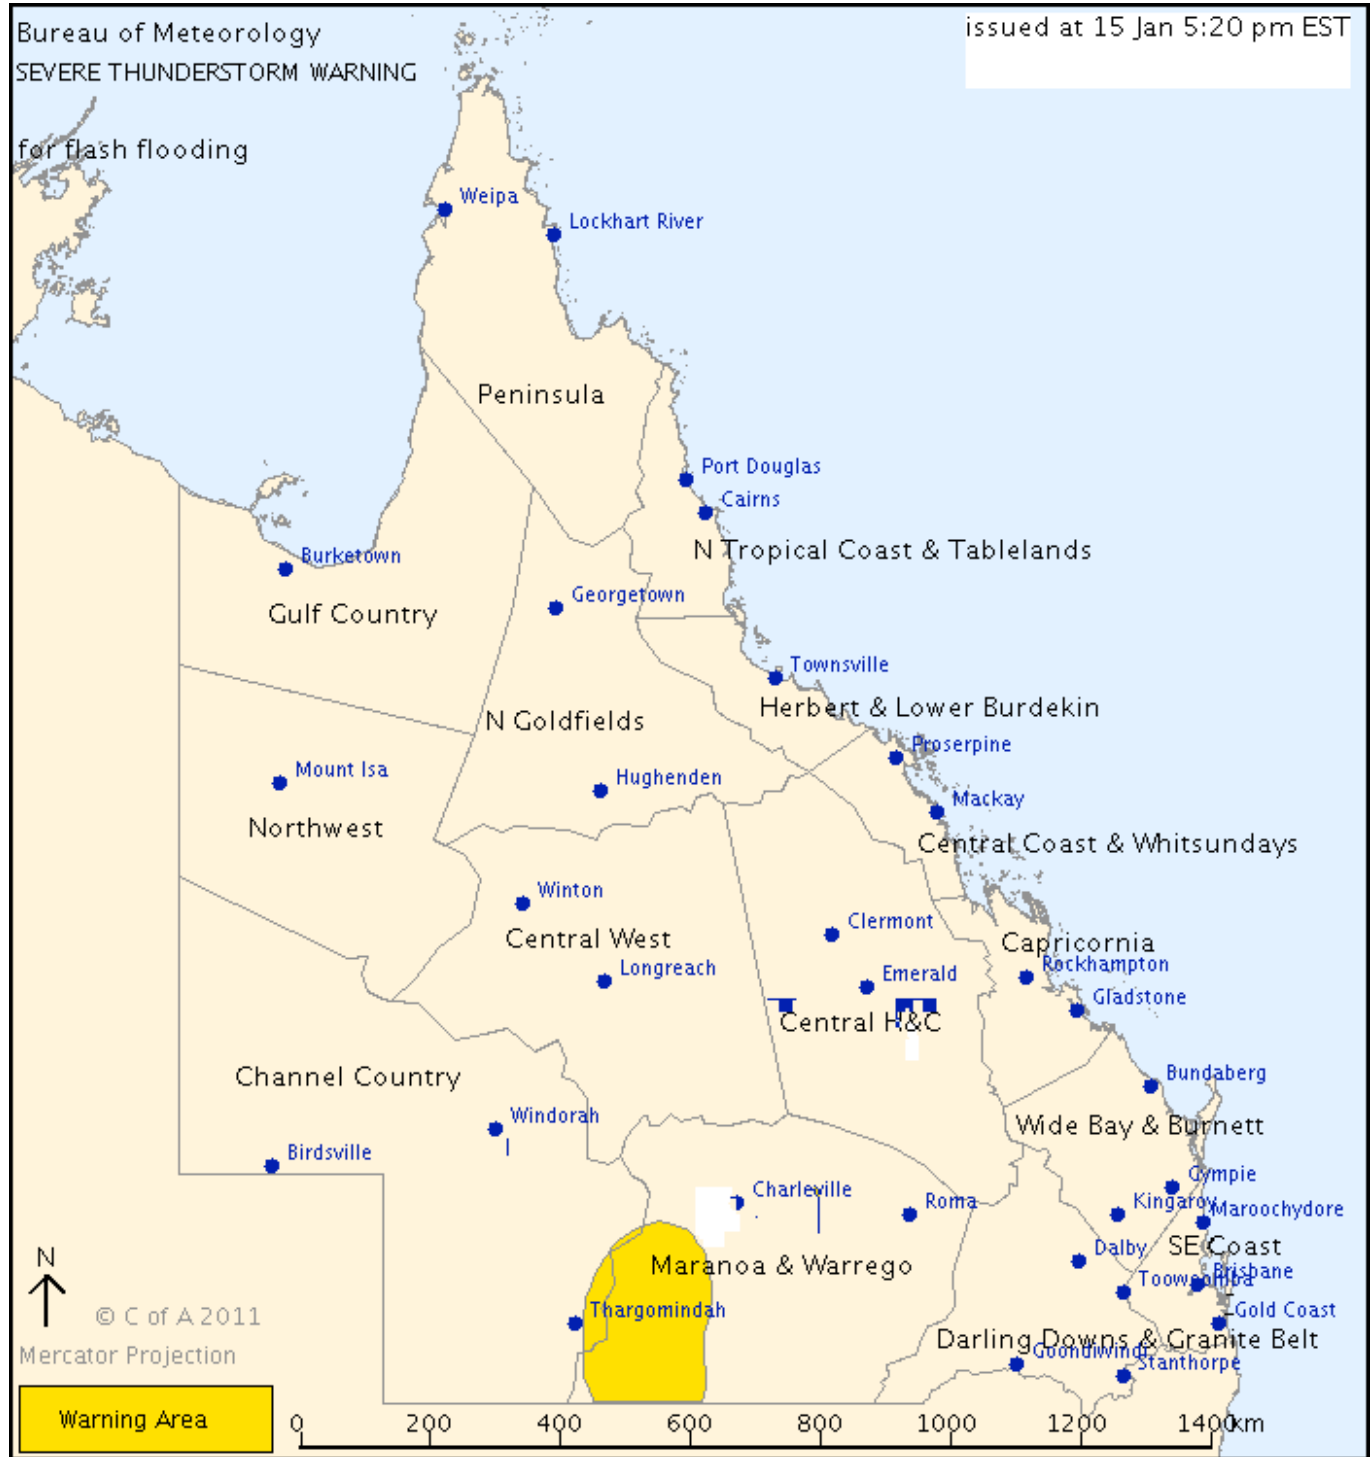 Bureau of Meteorology
issued at 15 Jan 5:20 pm EST
SEVERE THUNDERSTORM WARNING
for flash flooding
Weipa
Lockhart River
Peninsula
Port Douglas
Cairns
N Tropical Coast & Tablelands
Burketown
Georgetown
Gulf Country
Townsville
Herbert & Lower Burdekin
N Goldfields
Proserpine
Mount Isa
Hughenden
Mackay
Northwest
Central Coast & Whitsundays
Winton
Clermont
Central West
Capricornia
Longreach
Emerald
Rockhampton
Gladstone
Central H&C
Channel Country
Bundaberg
Windorah
Wide Bay & Burnett
Birdsville
Gympie
Charleville
Roma
Kingaroy
Maroochydore
N
Maranoa & Warrego
Dalby
SE Coast
Toowoomba
Brisbane
© C of A 2011
Thargomindah
Gold Coast
Darling Downs & Granite Belt
Mercator Projection
Goondiwindi
Stanthorpe
Warning Area
0 200 400 600 800 1000 1200 1400km